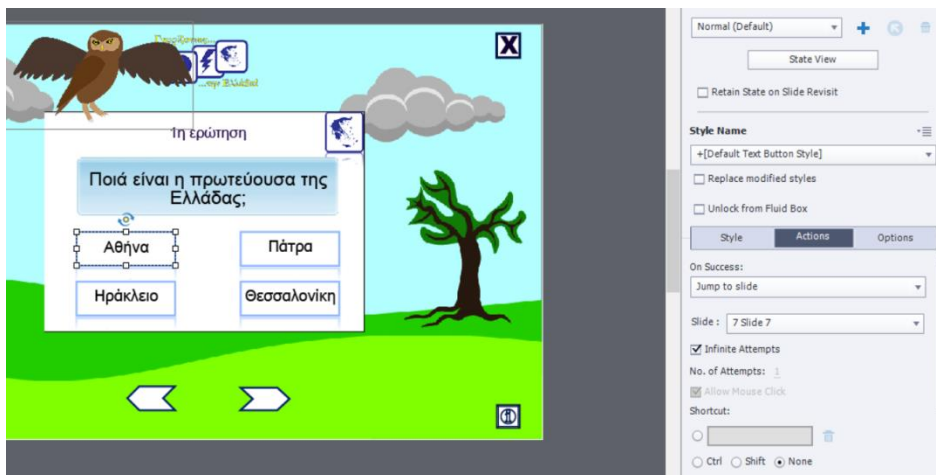 Γνωρίζοντας...
...την Ελλάδα!
X
1η ερώτηση
Ποιά είναι η πρωτεύουσα της
Ελλάδας;
Αθήνα
Πάτρα
Ηράκλειο
Θεσσαλονίκη
i
Normal (Default)
State View
Retain State on Slide Revisit
Style Name
+[Default Text Button Style]
Replace modified styles
Unlock from Fluid Box
Style
Actions
Options
On Success:
Jump to slide
Slide :
7 Slide 7
Infinite Attempts
No. of Attempts: 1
Allow Mouse Click
Shortcut:
Ctrl
Shift
None